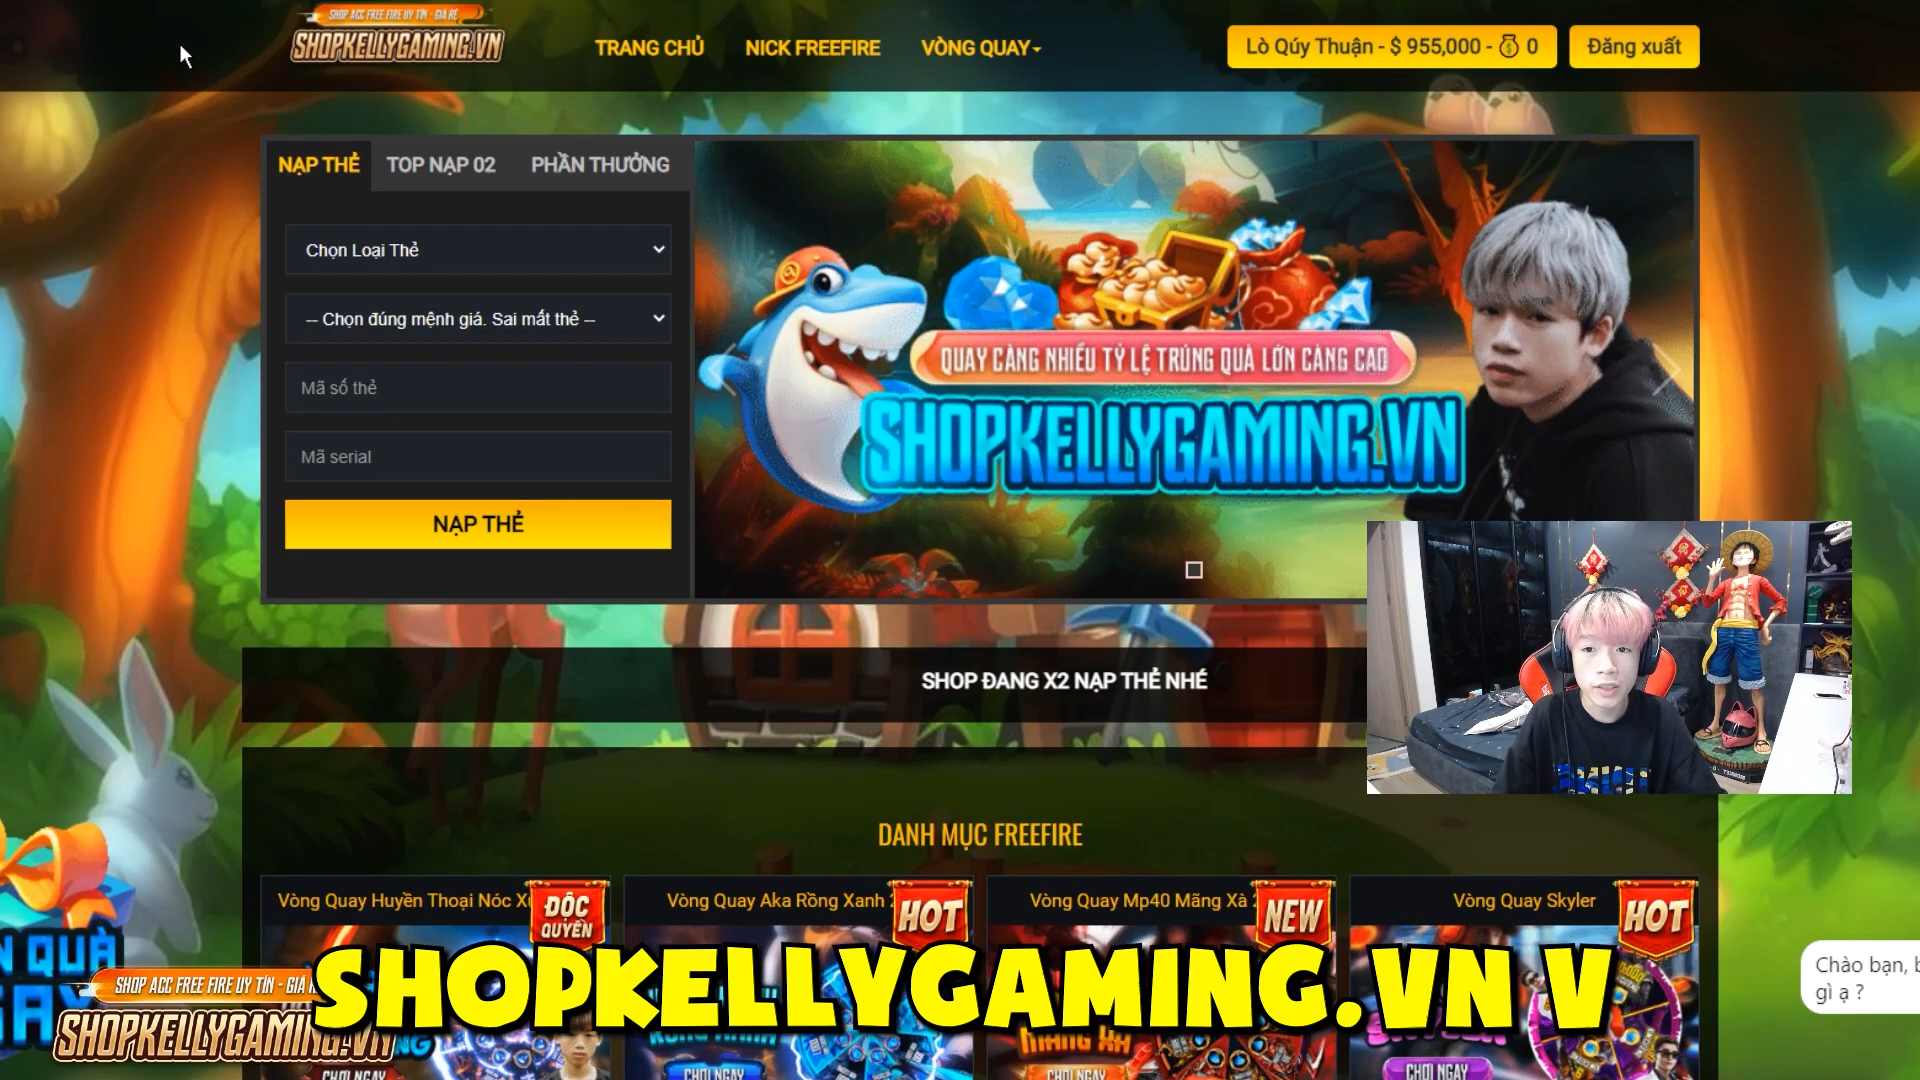 SHOP ACC FREE FIRE UY TÍN - GIÁ RẺ
SHOPKELLYGAMING.VN
TRANG CHỦ
NICK FREEFIRE
VÒNG QUAY
Lò Qúy Thuận - $ 955,000 - 0
Đăng xuất
NẠP THẺ
TOP NẠP 02
PHẦN THƯỞNG
Chọn Loại Thẻ
-- Chọn đúng mệnh giá. Sai mất thẻ --
Mã số thẻ
Mã serial
NẠP THẺ
QUAY CÀNG NHIỀU TỶ LỆ TRÚNG QUÀ LỚN CÀNG CAO
SHOPKELLYGAMING.VN
SHOP ĐANG X2 NẠP THẺ NHÉ
DANH MỤC FREEFIRE
Vòng Quay Huyền Thoại Nóc
ĐỘC
QUYỀN
Vòng Quay Aka Rồng Xanh
HOT
Vòng Quay Mp40 Mãng Xà
NEW
Vòng Quay Skyler
HOT
QUÀ
SHOP ACC FREE FIRE UY TÍN - GIÁ
SHOPKELLYGAMING.VN
SHOPKELLYGAMING.VN V
Chào bạn,
gì ạ ?
MÃNG XÀ
CHƠI NGAY
CHƠI NGAY
CHƠI NGAY
CHƠI NGAY